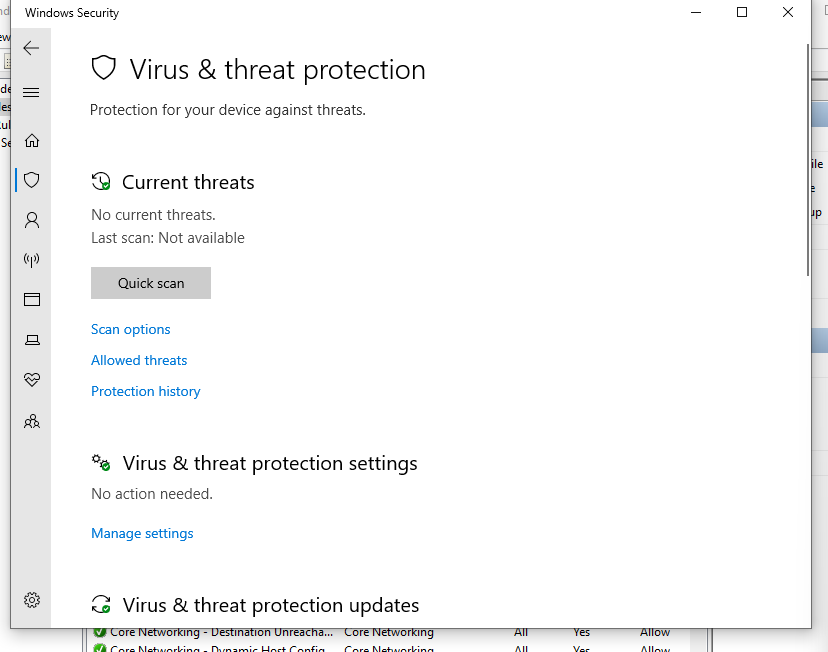 Windows Security
Virus & threat protection
Protection for your device against threats.
Current threats
No current threats.
Last scan: Not available
Quick scan
Scan options
Allowed threats
Protection history
Virus & threat protection settings
No action needed.
Manage settings
Virus & threat protection updates
Core Networking - Destination Unreacha... Core Networking All Yes Allow
Core Networking - Dynamic Host Config... Core Networking All Yes Allow